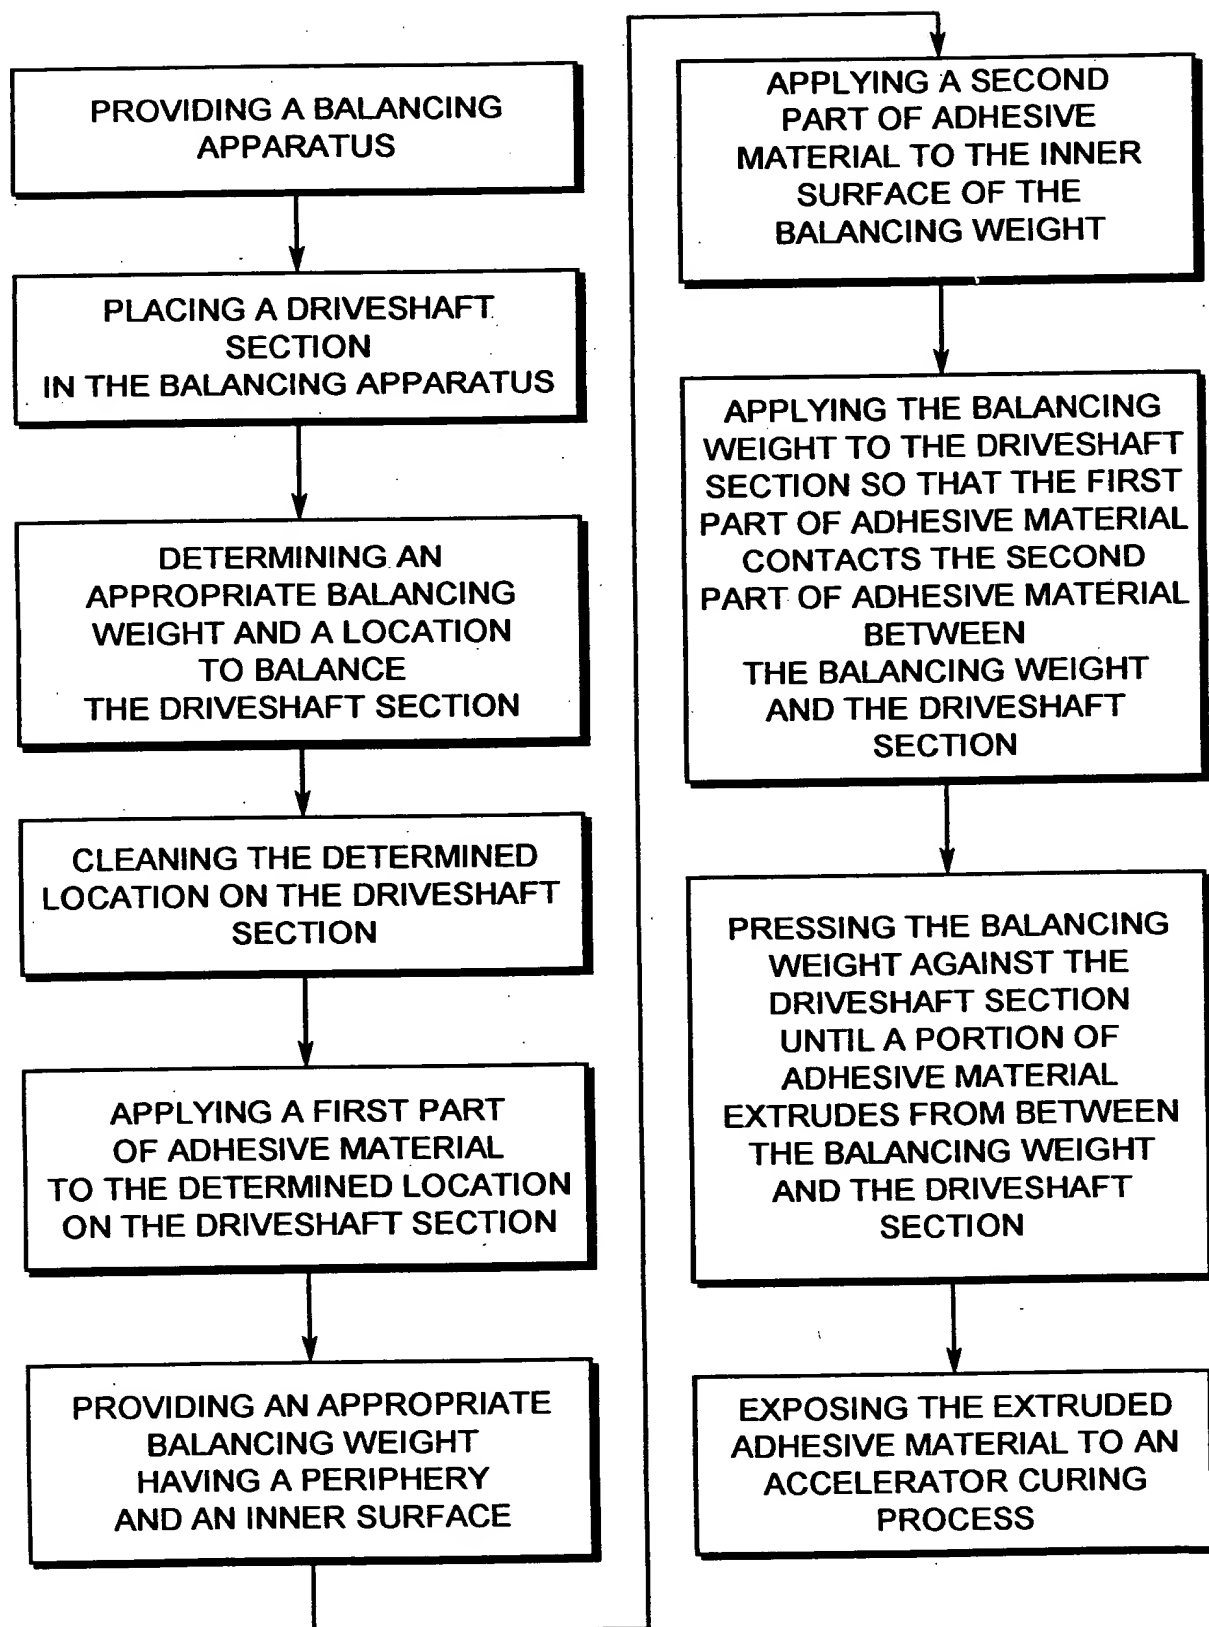 PROVIDING A BALANCING
APPARATUS
PLACING A DRIVESHAFT
SECTION
IN THE BALANCING APPARATUS
DETERMINING AN
APPROPRIATE BALANCING
WEIGHT AND A LOCATION
TO BALANCE
THE DRIVESHAFT SECTION
CLEANING THE DETERMINED
LOCATION ON THE DRIVESHAFT
SECTION
APPLYING A FIRST PART
OF ADHESIVE MATERIAL
TO THE DETERMINED LOCATION
ON THE DRIVESHAFT SECTION
PROVIDING AN APPROPRIATE
BALANCING WEIGHT
HAVING A PERIPHERY
AND AN INNER SURFACE
APPLYING A SECOND
PART OF ADHESIVE
MATERIAL TO THE INNER
SURFACE OF THE
BALANCING WEIGHT
APPLYING THE BALANCING
WEIGHT TO THE DRIVESHAFT
SECTION SO THAT THE FIRST
PART OF ADHESIVE MATERIAL
CONTACTS THE SECOND
PART OF ADHESIVE MATERIAL
BETWEEN
THE BALANCING WEIGHT
AND THE DRIVESHAFT
SECTION
PRESSING THE BALANCING
WEIGHT AGAINST THE
DRIVESHAFT SECTION
UNTIL A PORTION OF
ADHESIVE MATERIAL
EXTRUDES FROM BETWEEN
THE BALANCING WEIGHT
AND THE DRIVESHAFT
SECTION
EXPOSING THE EXTRUDED
ADHESIVE MATERIAL TO AN
ACCELERATOR CURING
PROCESS